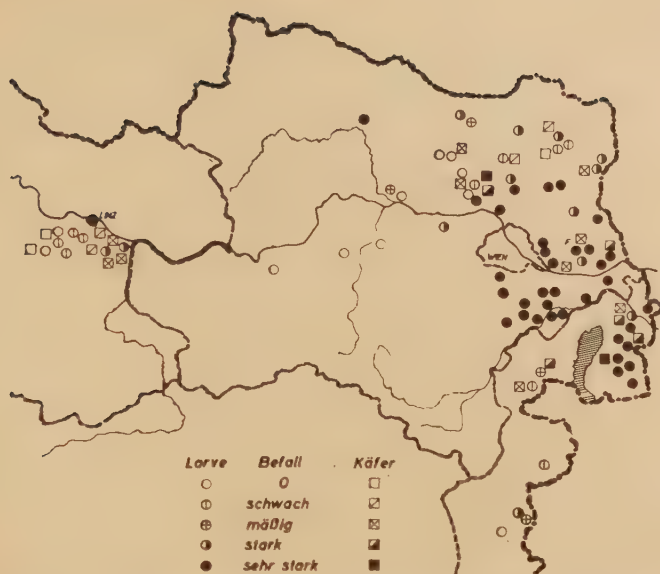 LINZ
F
WIEN
Larve Befall Käfer
0
schwach
mäßig
stark
sehr stark